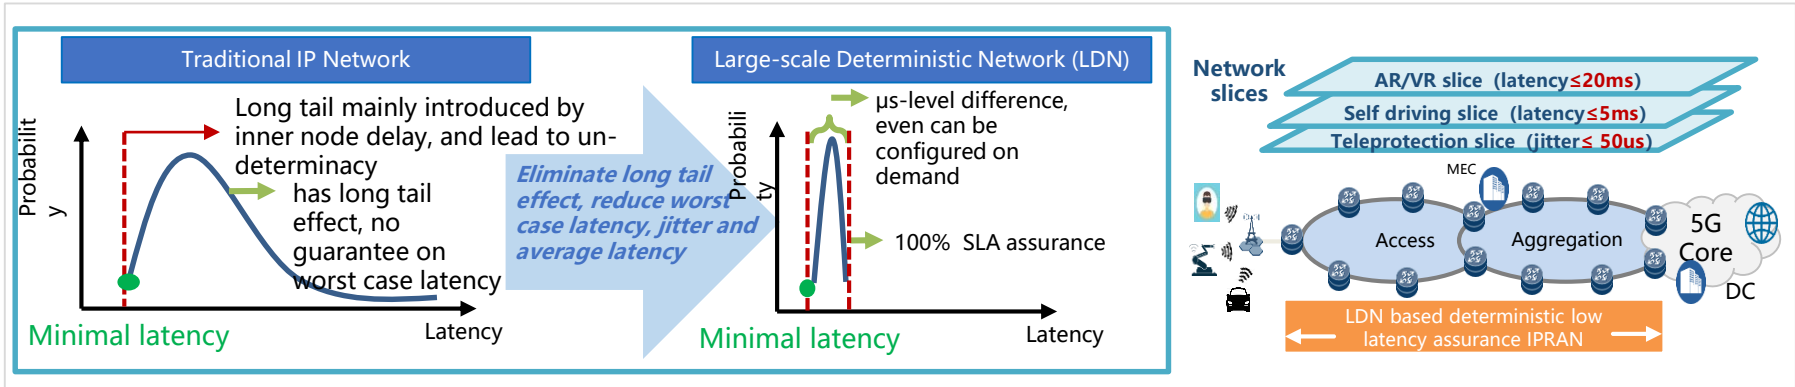 Traditional IP Network
Probabilit
y
Long tail mainly introduced by
inner node delay, and lead to un-
determinacy
has long tail
effect, no
guarantee on
worst case latency
Minimal latency
Latency
Eliminate long tail
effect, reduce worst
case latency, jitter and
average latency
Large-scale Deterministic Network (LDN)
Probabili
ty
μs-level difference,
even can be
configured on
demand
100% SLA assurance
Minimal latency
Latency
Network
slices
AR/VR slice (latency≤20ms)
Self driving slice (latency≤5ms)
Teleprotection slice (jitter≤ 50us)
MEC
Access
Aggregation
5G
Core
DC
LDN based deterministic low
latency assurance IPRAN